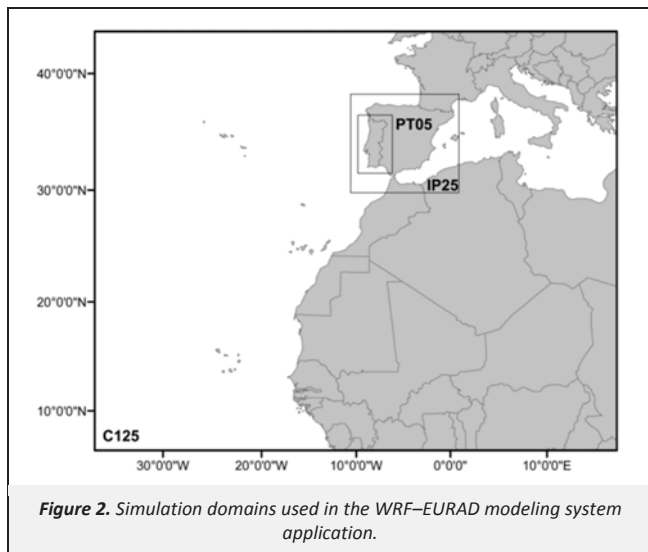 40°0'0"N
PT05
30°0'0"N
IP25
20°0'0"N
10°0'0"N
C125
30°0'0"W 20°0'0"W 10°0'0"W 0°0'0"E 10°0'0"E
Figure 2. Simulation domains used in the WRF–EURAD modeling system
application.